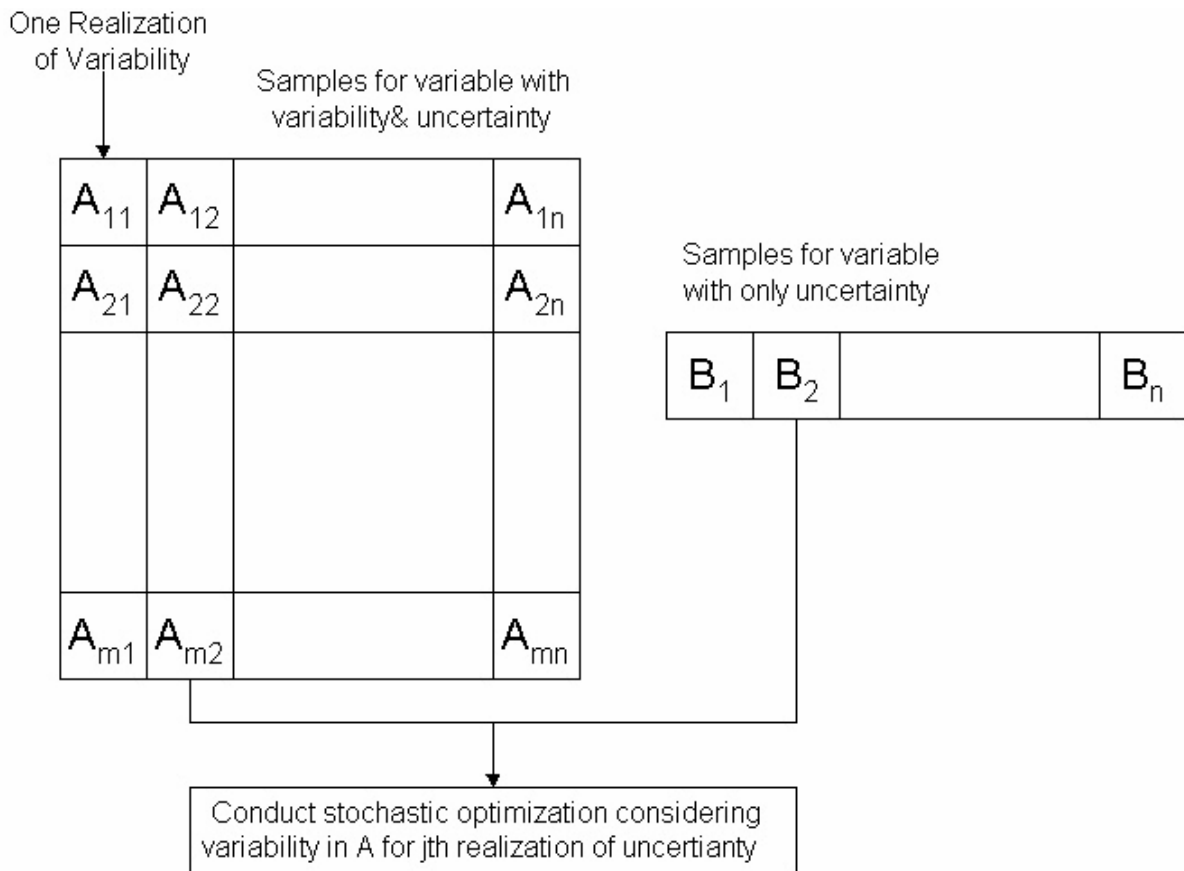 One Realization
of Variability
Samples for variable with
variability& uncertainty
A11 A12 A1n
A21 A22 A2n
Samples for variable
with only uncertainty
B1 B2 Bn
Am1 Am2 Amn
Conduct stochastic optimization considering
variability in A for jth realization of uncertianty